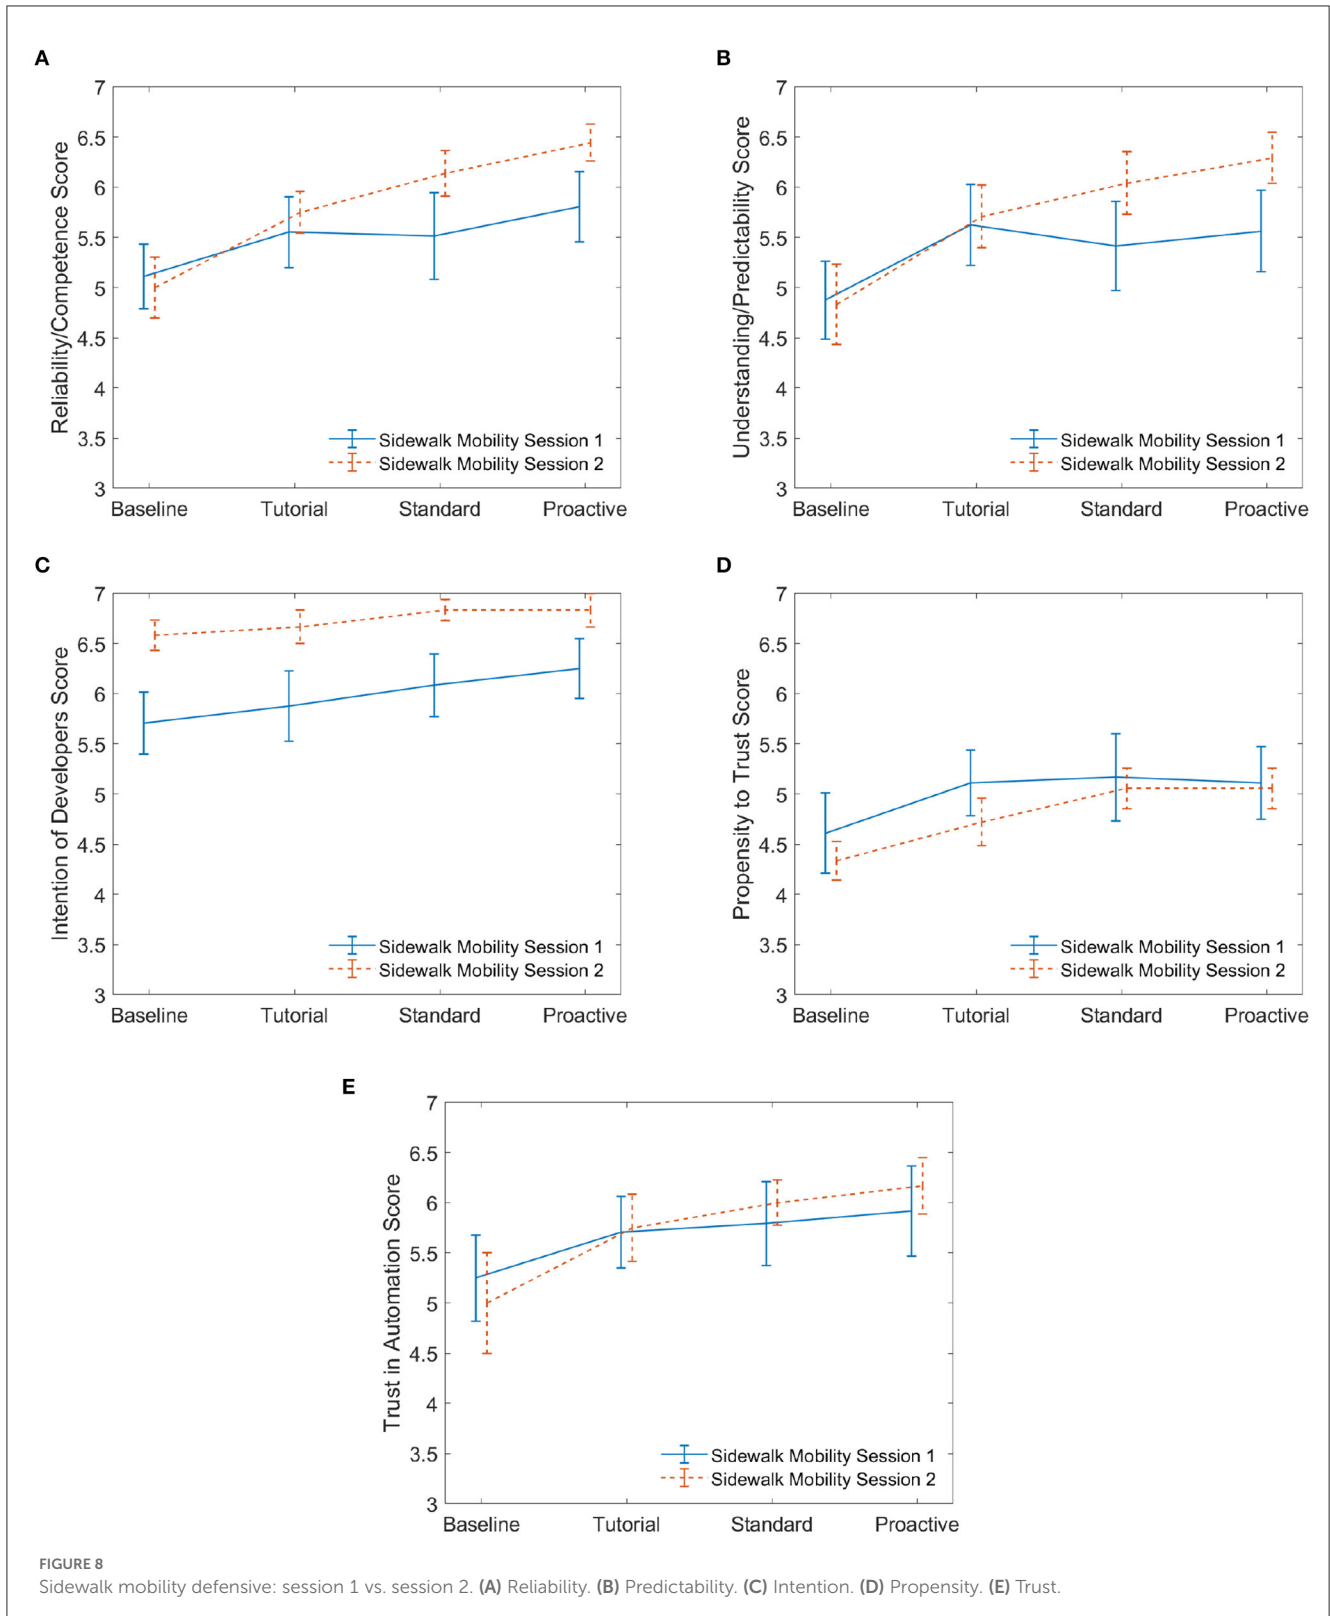 A
7
6.5
6
5.5
5
4.5
4
3.5
3
Reliability/Competence Score
Sidewalk Mobility Session 1
Sidewalk Mobility Session 2
Baseline Tutorial Standard Proactive
B
7
6.5
6
5.5
5
4.5
4
3.5
3
Understanding/Predictability Score
Sidewalk Mobility Session 1
Sidewalk Mobility Session 2
Baseline Tutorial Standard Proactive
C
7
6.5
6
5.5
5
4.5
4
3.5
3
Intention of Developers Score
Sidewalk Mobility Session 1
Sidewalk Mobility Session 2
Baseline Tutorial Standard Proactive
D
7
6.5
6
5.5
5
4.5
4
3.5
3
Propensity to Trust Score
Sidewalk Mobility Session 1
Sidewalk Mobility Session 2
Baseline Tutorial Standard Proactive
E
7
6.5
6
5.5
5
4.5
4
3.5
3
Trust in Automation Score
Sidewalk Mobility Session 1
Sidewalk Mobility Session 2
Baseline Tutorial Standard Proactive
FIGURE 8
Sidewalk mobility defensive: session 1 vs. session 2. (A) Reliability. (B) Predictability. (C) Intention. (D) Propensity. (E) Trust.